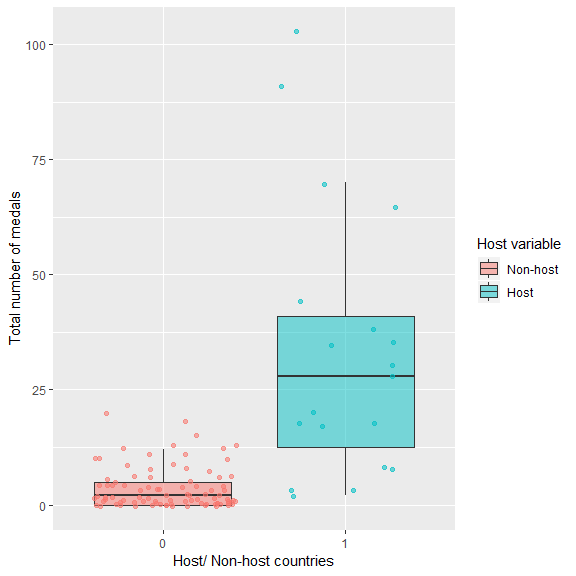 Total number of medals
100
75
50
25
0
0 1
Host/ Non-host countries
Host variable
Non-host
Host